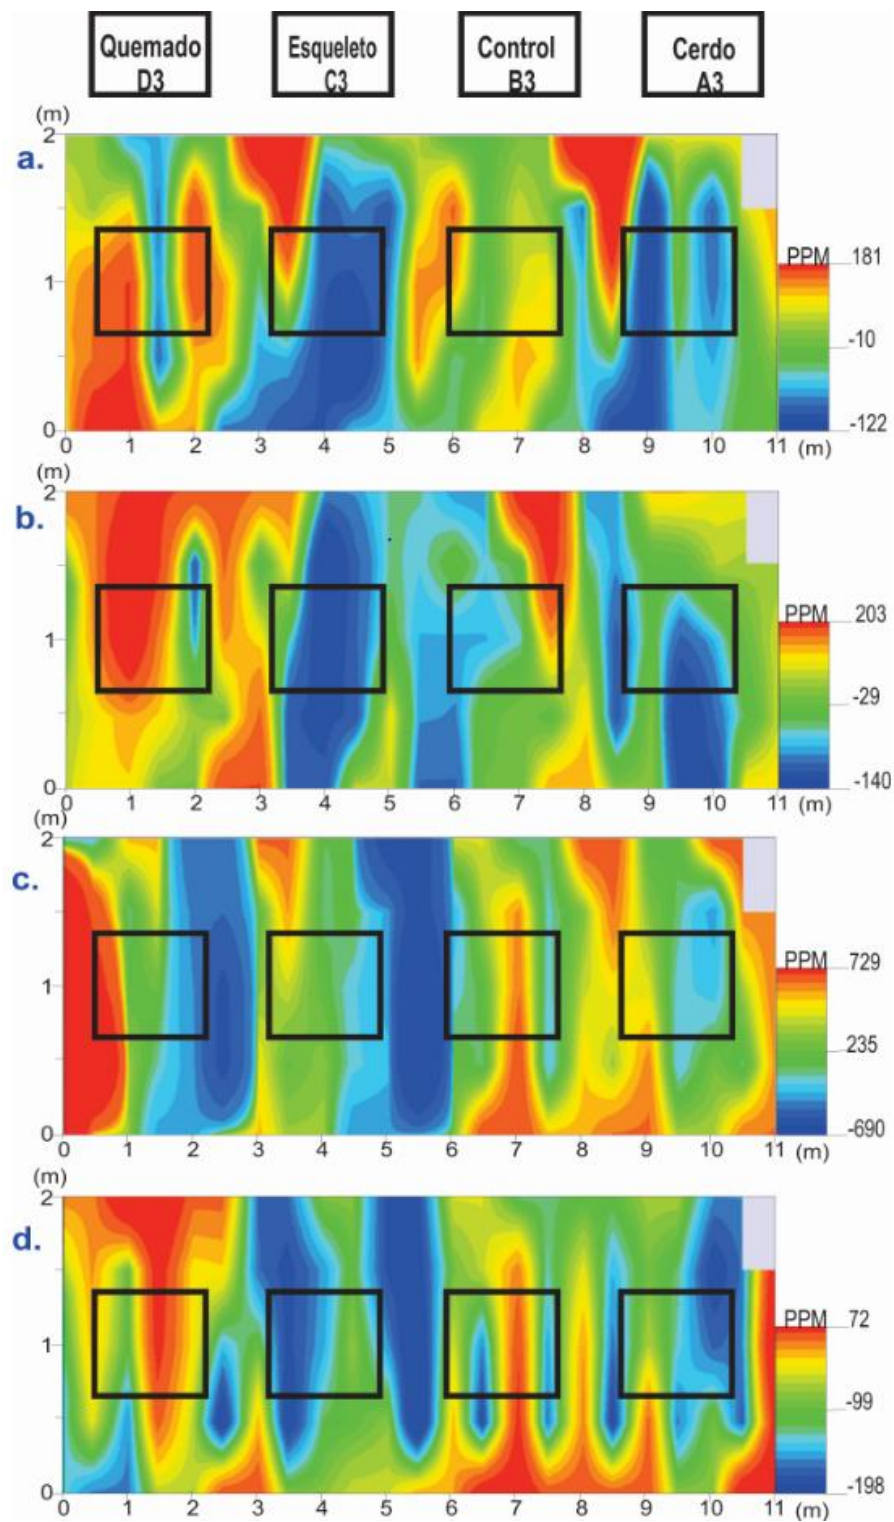 Quemado Esqueleto Control Cerdo
D3 C3 B3 A3
(m)
a.
2
1
0
0 1 2 3 4 5 6 7 8 9 10 11 (m)
PPM 181
-10
-122
(m)
b.
2
1
0
0 1 2 3 4 5 6 7 8 9 10 11 (m)
PPM 203
-29
-140
(m)
c.
2
1
0
0 1 2 3 4 5 6 7 8 9 10 11 (m)
PPM 729
235
-690
(m)
d.
2
1
0
0 1 2 3 4 5 6 7 8 9 10 11 (m)
PPM 72
-99
-198